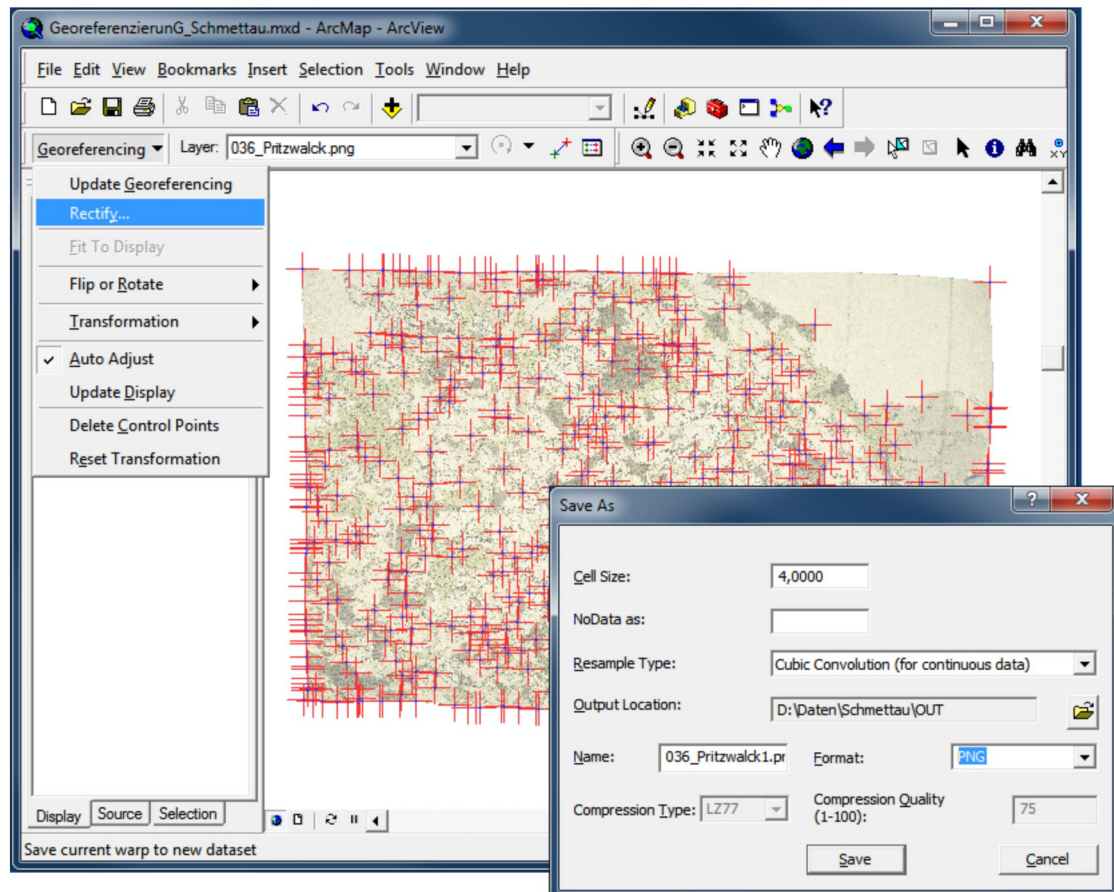 GeoreferenzierunG_Schmettau.mxd - ArcMap - ArcView
File Edit View Bookmarks Insert Selection Tools Window Help
Georeferencing Layer: 036_Pritzwalck.png
XY
Update Georeferencing
Rectify...
Fit To Display
Flip or Rotate
Transformation
Auto Adjust
Update Display
Delete Control Points
Reset Transformation
Display Source Selection
Save current warp to new dataset
Save As
Cell Size: 4,0000
NoData as:
Resample Type: Cubic Convolution (for continuous data)
Output Location: D:\Daten\Schmettau\OUT
Name: 036_Pritzwalck1.pr Format: PNG
Compression Type: LZ77 Compression Quality (1-100): 75
Save Cancel